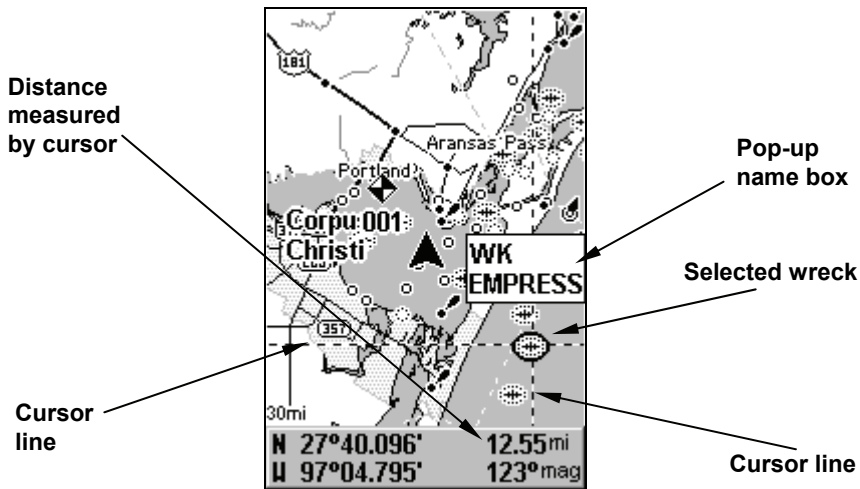 Distance
measured
by cursor
Cursor
line
181
Aransas Pass
Portland
Corpu 001
Christi
WK
EMPRESS
357
30mi
N 27°40.096' 12.55mi
W 97°04.795' 123°mag
Pop-up
name box
Selected wreck
Cursor line